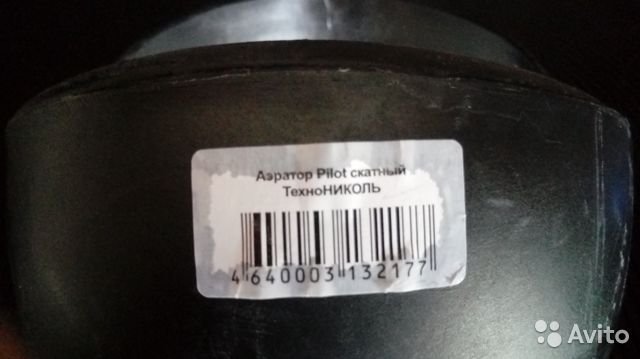 Аэратор Pilot скатный
ТехноНИКОЛЬ
4 640003 132177
Avito